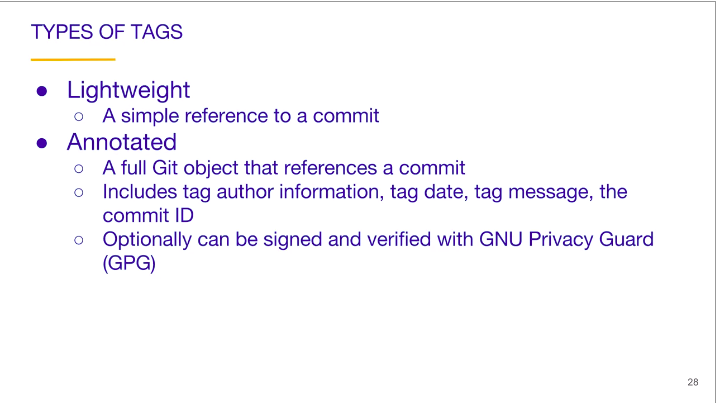 TYPES OF TAGS
● Lightweight
○ A simple reference to a commit
● Annotated
○ A full Git object that references a commit
○ Includes tag author information, tag date, tag message, the
commit ID
○ Optionally can be signed and verified with GNU Privacy Guard
(GPG)
28